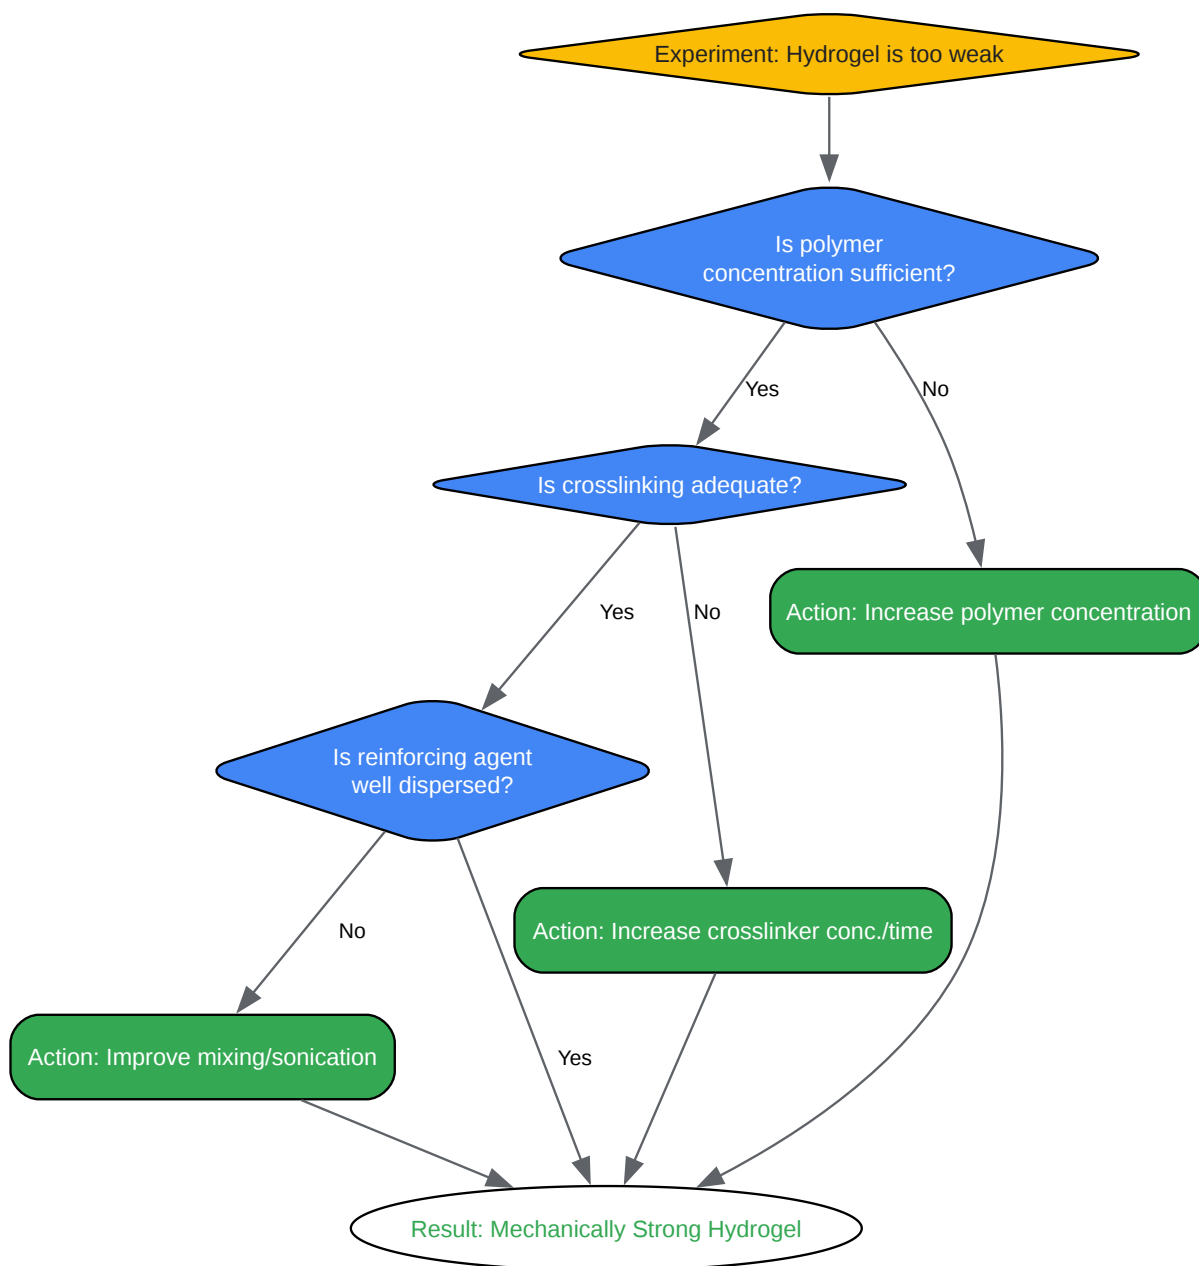 Experiment: Hydrogel is too weak
Is polymer
concentration sufficient?
Yes
No
Is crosslinking adequate?
Yes
No
Action: Increase polymer concentration
Is reinforcing agent
well dispersed?
No
Action: Increase crosslinker conc./time
Action: Improve mixing/sonication
Yes
Result: Mechanically Strong Hydrogel